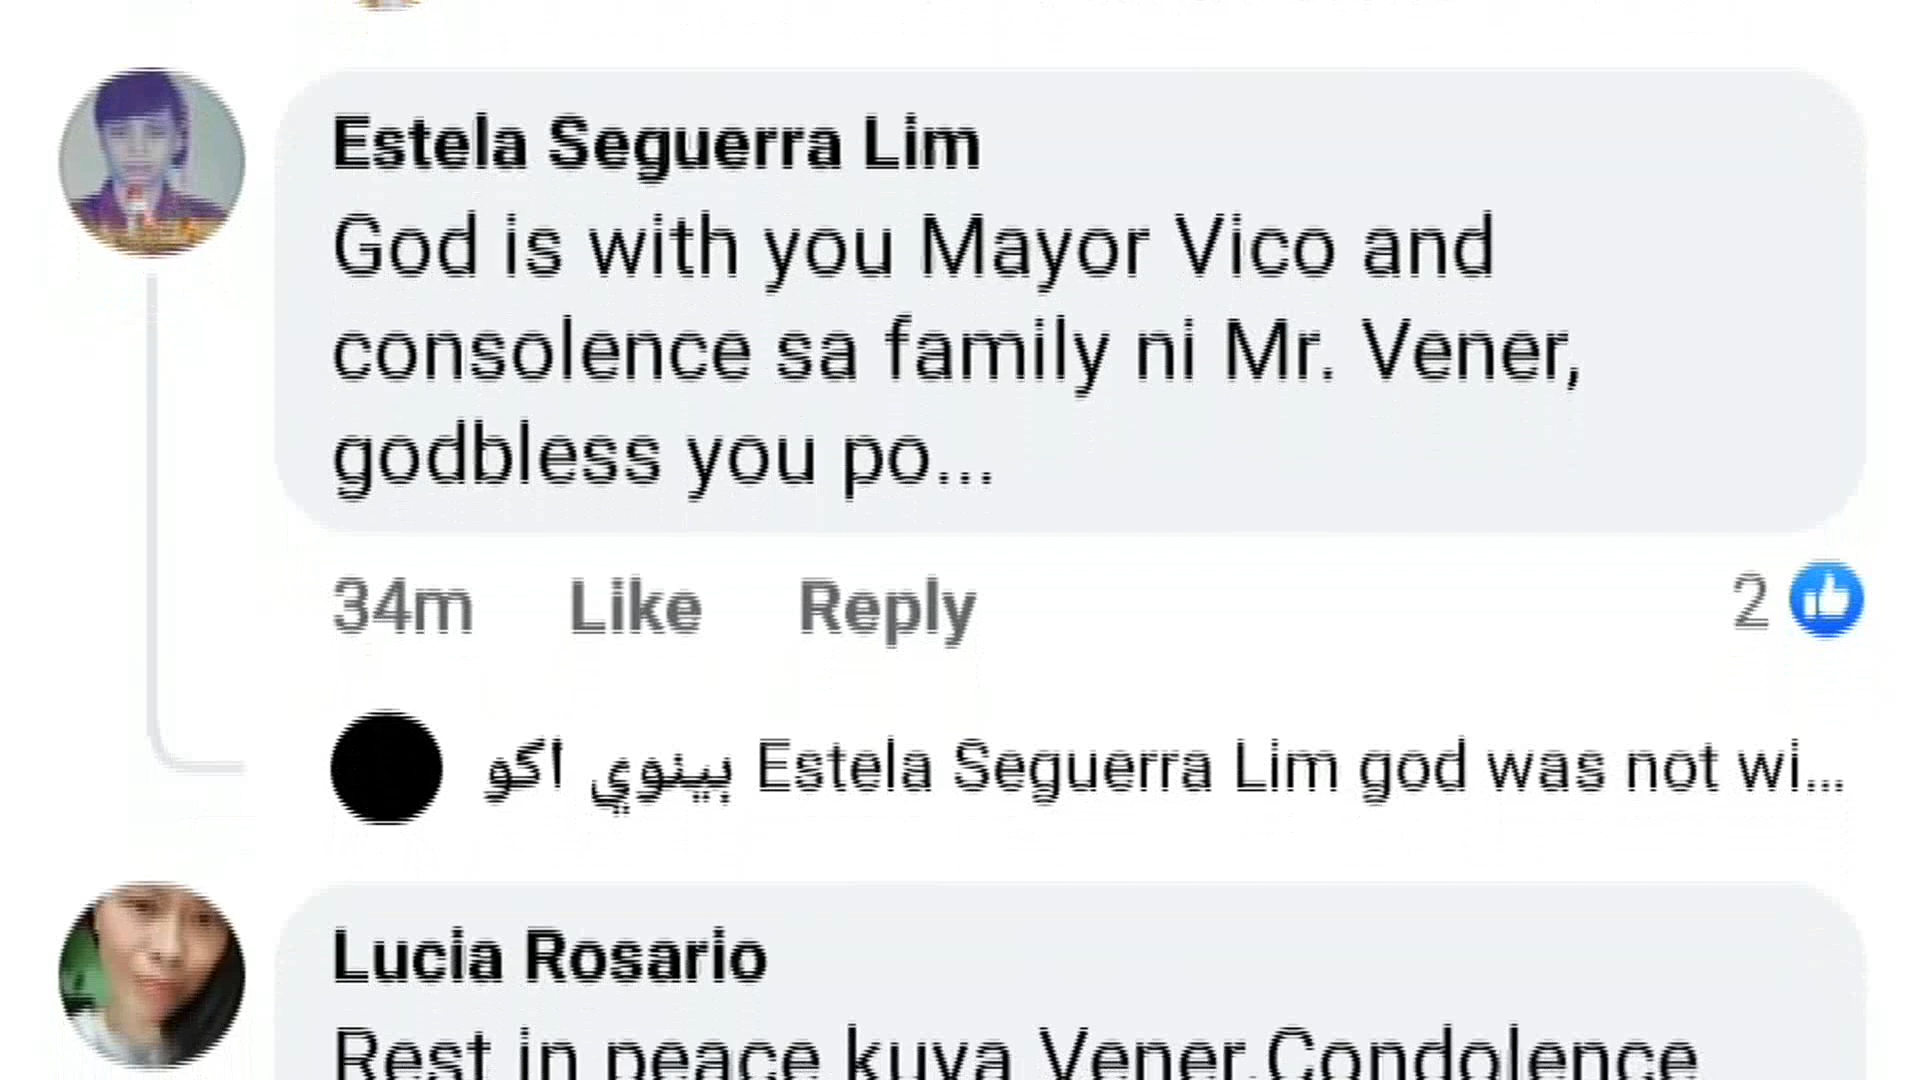 Estela Seguerra Lim
God is with you Mayor Vico and
consolence sa family ni Mr. Vener,
godbless you po...
34m Like Reply 2
بينوي اكو Estela Seguerra Lim god was not wi...
Lucia Rosario
Rest in peace kuya Vener.Condolence